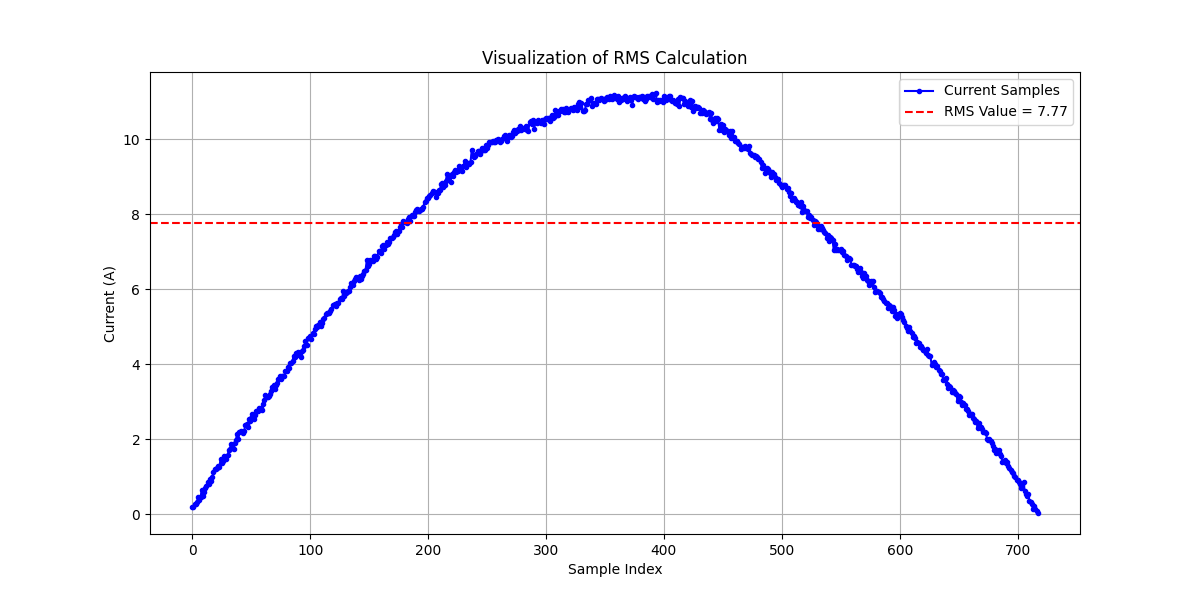 Visualization of RMS Calculation
Current Samples
RMS Value = 7.77
Current (A)
10
8
6
4
2
0
0 100 200 300 400 500 600 700
Sample Index